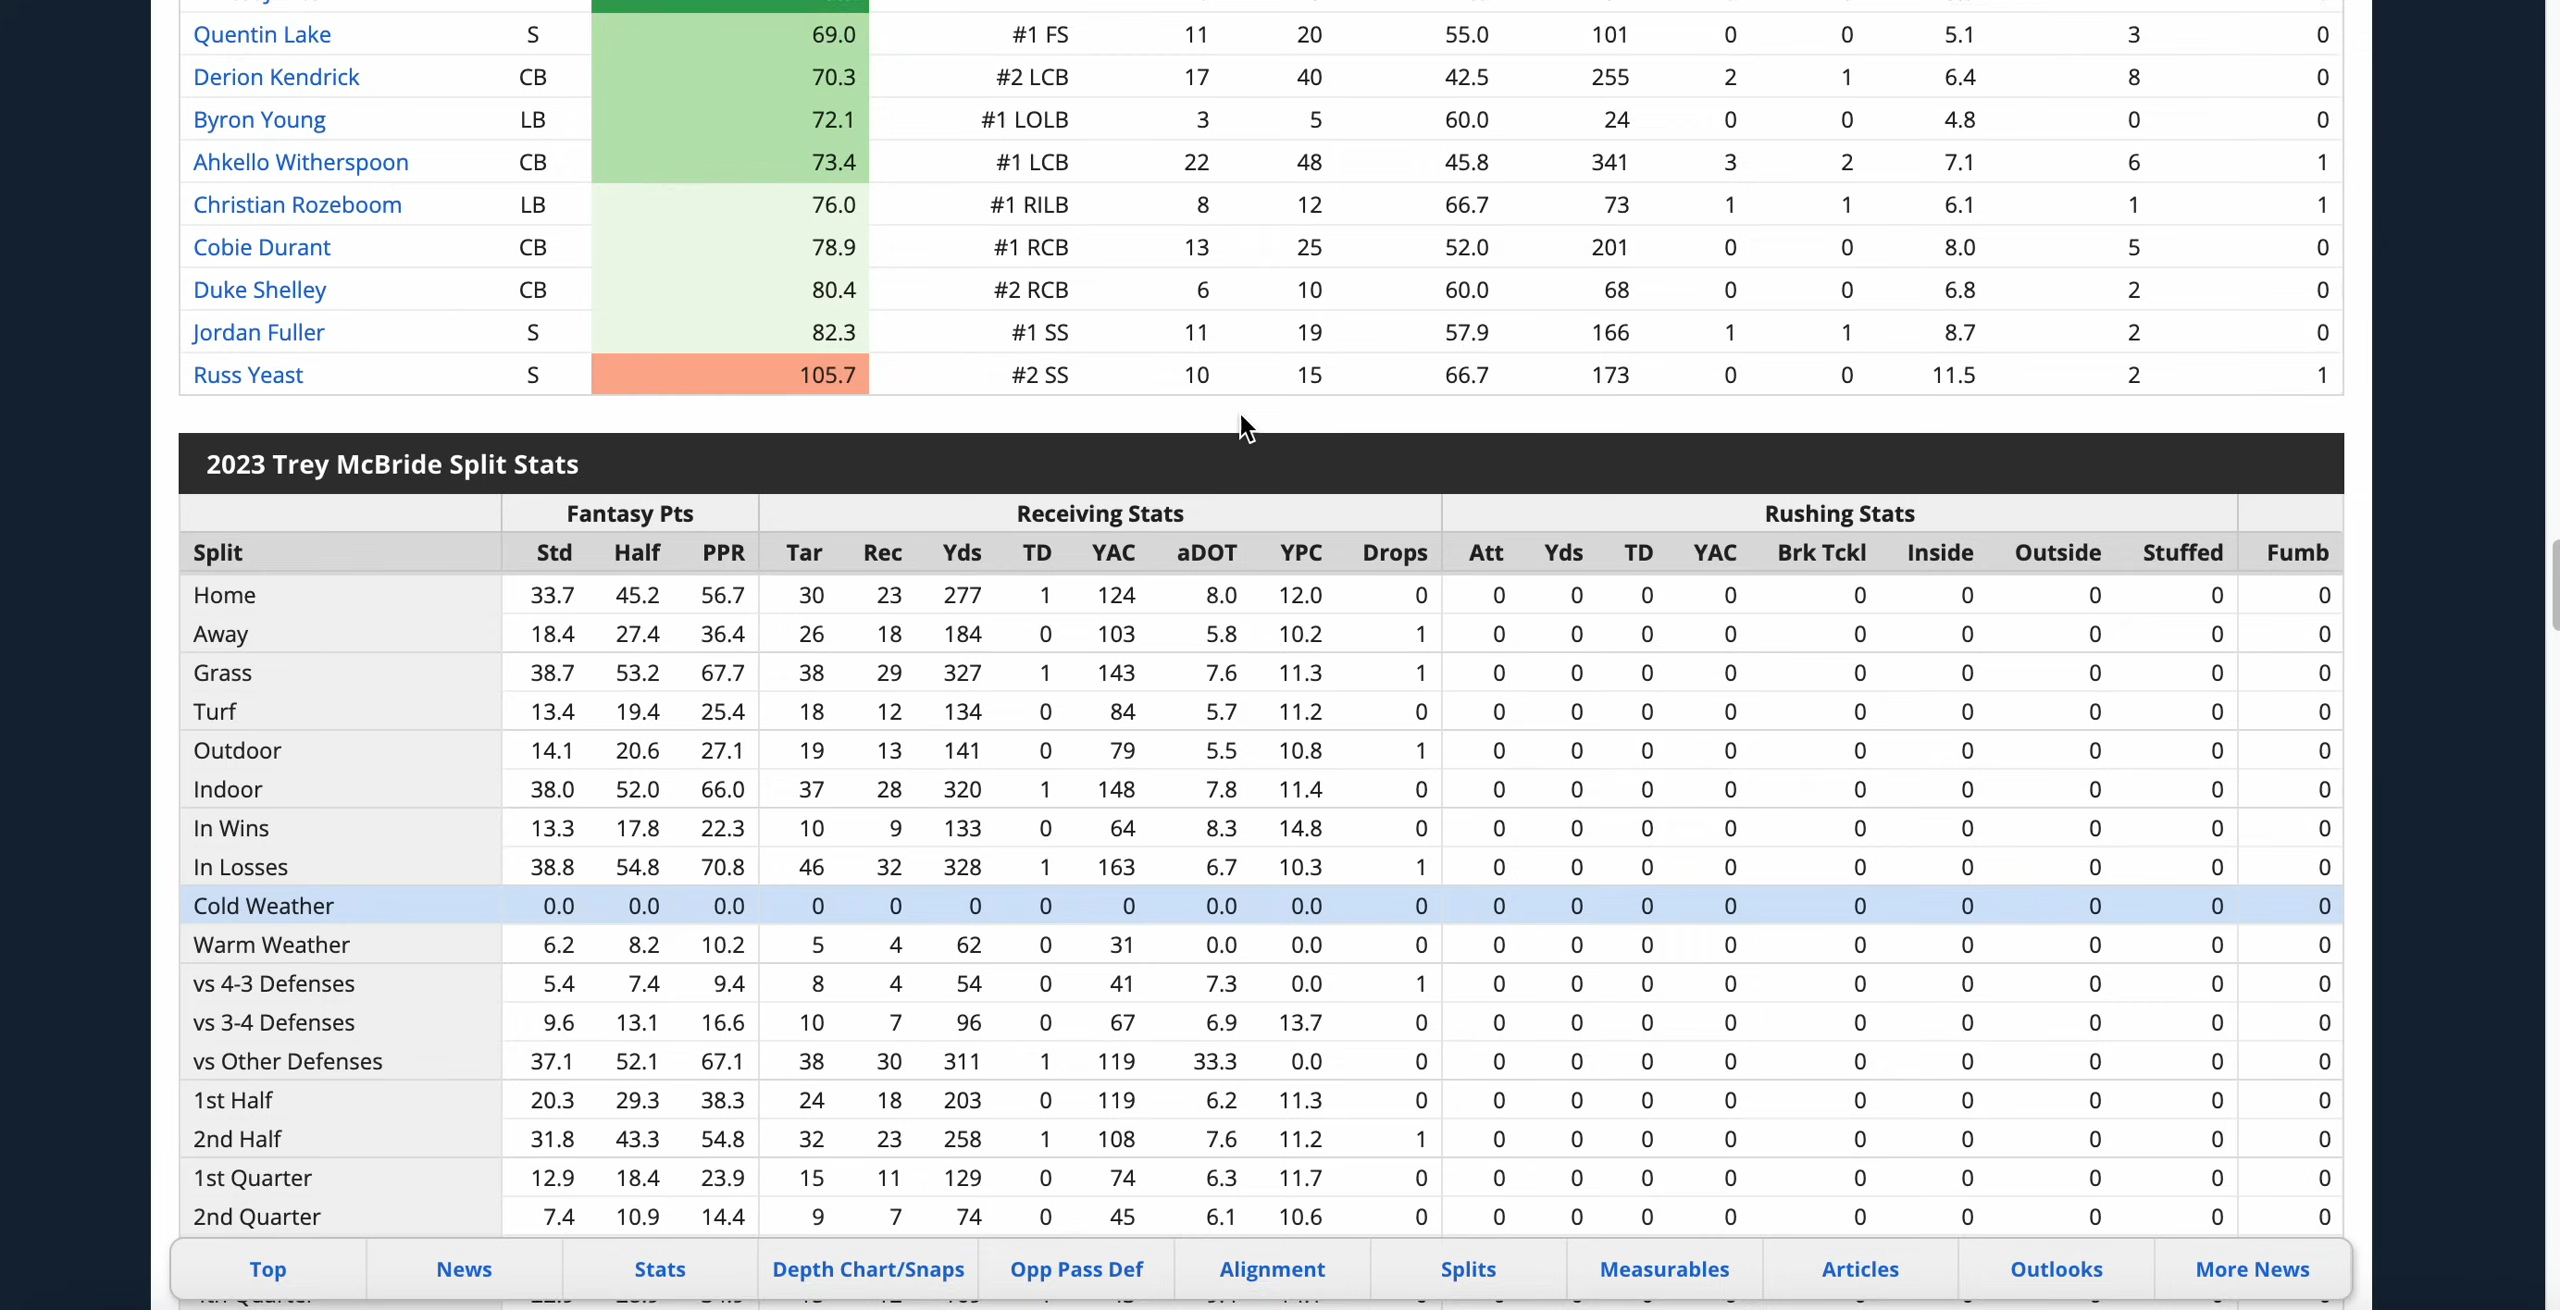 Quentin Lake S 69.0 #1 FS 11 20 55.0 101 0 0 5.1 3 0
Derion Kendrick CB 70.3 #2 LCB 17 40 42.5 255 2 1 6.4 8 0
Byron Young LB 72.1 #1 LOLB 3 5 60.0 24 0 0 4.8 0 0
Ahkello Witherspoon CB 73.4 #1 LCB 22 48 45.8 341 3 2 7.1 6 1
Christian Rozeboom LB 76.0 #1 RILB 8 12 66.7 73 1 1 6.1 1 1
Cobie Durant CB 78.9 #1 RCB 13 25 52.0 201 0 0 8.0 5 0
Duke Shelley CB 80.4 #2 RCB 6 10 60.0 68 0 0 6.8 2 0
Jordan Fuller S 82.3 #1 SS 11 19 57.9 166 1 1 8.7 2 0
Russ Yeast S 105.7 #2 SS 10 15 66.7 173 0 0 11.5 2 1
2023 Trey McBride Split Stats
Fantasy Pts Receiving Stats Rushing Stats
Split Std Half PPR Tar Rec Yds TD YAC aDOT YPC Drops Att Yds TD YAC Brk Tckl Inside Outside Stuffed Fumb
Home 33.7 45.2 56.7 30 23 277 1 124 8.0 12.0 0 0 0 0 0 0 0 0 0 0
Away 18.4 27.4 36.4 26 18 184 0 103 5.8 10.2 1 0 0 0 0 0 0 0 0 0
Grass 38.7 53.2 67.7 38 29 327 1 143 7.6 11.3 1 0 0 0 0 0 0 0 0 0
Turf 13.4 19.4 25.4 18 12 134 0 84 5.7 11.2 0 0 0 0 0 0 0 0 0 0
Outdoor 14.1 20.6 27.1 19 13 141 0 79 5.5 10.8 1 0 0 0 0 0 0 0 0 0
Indoor 38.0 52.0 66.0 37 28 320 1 148 7.8 11.4 0 0 0 0 0 0 0 0 0 0
In Wins 13.3 17.8 22.3 10 9 133 0 64 8.3 14.8 0 0 0 0 0 0 0 0 0 0
In Losses 38.8 54.8 70.8 46 32 328 1 163 6.7 10.3 1 0 0 0 0 0 0 0 0 0
Cold Weather 0.0 0.0 0.0 0 0 0 0 0 0.0 0.0 0 0 0 0 0 0 0 0 0 0
Warm Weather 6.2 8.2 10.2 5 4 62 0 31 0.0 0.0 0 0 0 0 0 0 0 0 0 0
vs 4-3 Defenses 5.4 7.4 9.4 8 4 54 0 41 7.3 0.0 1 0 0 0 0 0 0 0 0 0
vs 3-4 Defenses 9.6 13.1 16.6 10 7 96 0 67 6.9 13.7 0 0 0 0 0 0 0 0 0 0
vs Other Defenses 37.1 52.1 67.1 38 30 311 1 119 33.3 0.0 0 0 0 0 0 0 0 0 0 0
1st Half 20.3 29.3 38.3 24 18 203 0 119 6.2 11.3 0 0 0 0 0 0 0 0 0 0
2nd Half 31.8 43.3 54.8 32 23 258 1 108 7.6 11.2 1 0 0 0 0 0 0 0 0 0
1st Quarter 12.9 18.4 23.9 15 11 129 0 74 6.3 11.7 0 0 0 0 0 0 0 0 0 0
2nd Quarter 7.4 10.9 14.4 9 7 74 0 45 6.1 10.6 0 0 0 0 0 0 0 0 0 0
Top News Stats Depth Chart/Snaps Opp Pass Def Alignment Splits Measurables Articles Outlooks More News